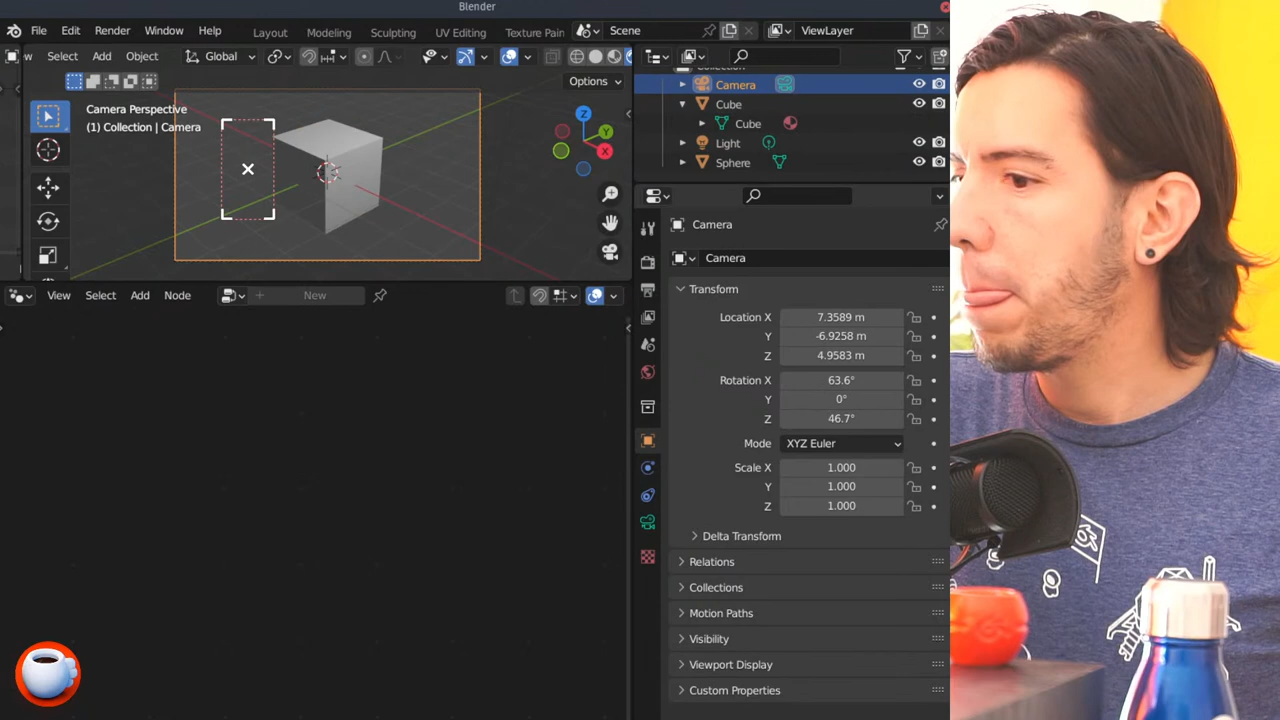 Blender
File Edit Render Window Help Layout Modeling Sculpting UV Editing Texture Pain Scene ViewLayer
Select Add Object Global
Options
Camera Perspective
(1) Collection | Camera
Z
Y
X
Collection
Camera
Cube
Cube
Light
Sphere
Camera
Camera
Transform
Location X 7.3589 m
Y -6.9258 m
Z 4.9583 m
Rotation X 63.6°
Y 0°
Z 46.7°
Mode XYZ Euler
Scale X 1.000
Y 1.000
Z 1.000
Delta Transform
Relations
Collections
Motion Paths
Visibility
Viewport Display
Custom Properties
View Select Add Node New